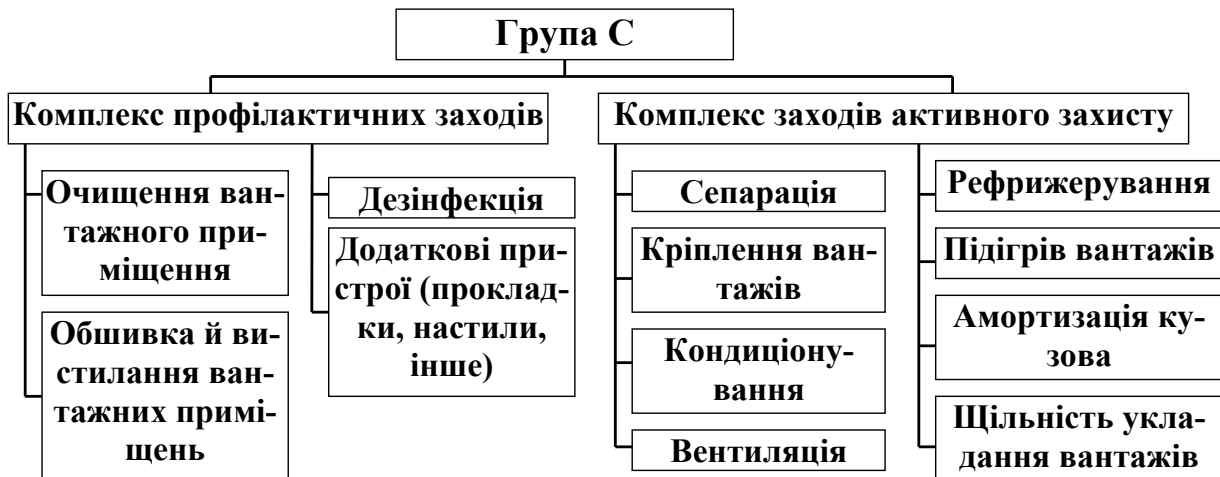 Група С
Комплекс профілактичних заходів
Очищення ван-
тажного при-
міщення
Обшивка й ви-
стилання ван-
тажних примі-
щень
Дезінфекція
Додаткові при-
строї (проклад-
ки, настили,
інше)
Комплекс заходів активного захисту
Сепарація
Кріплення ван-
тажів
Кондиціону-
вання
Вентиляція
Рефрижерування
Підігрів вантажів
Амортизація ку-
зова
Щільність укла-
дання вантажів